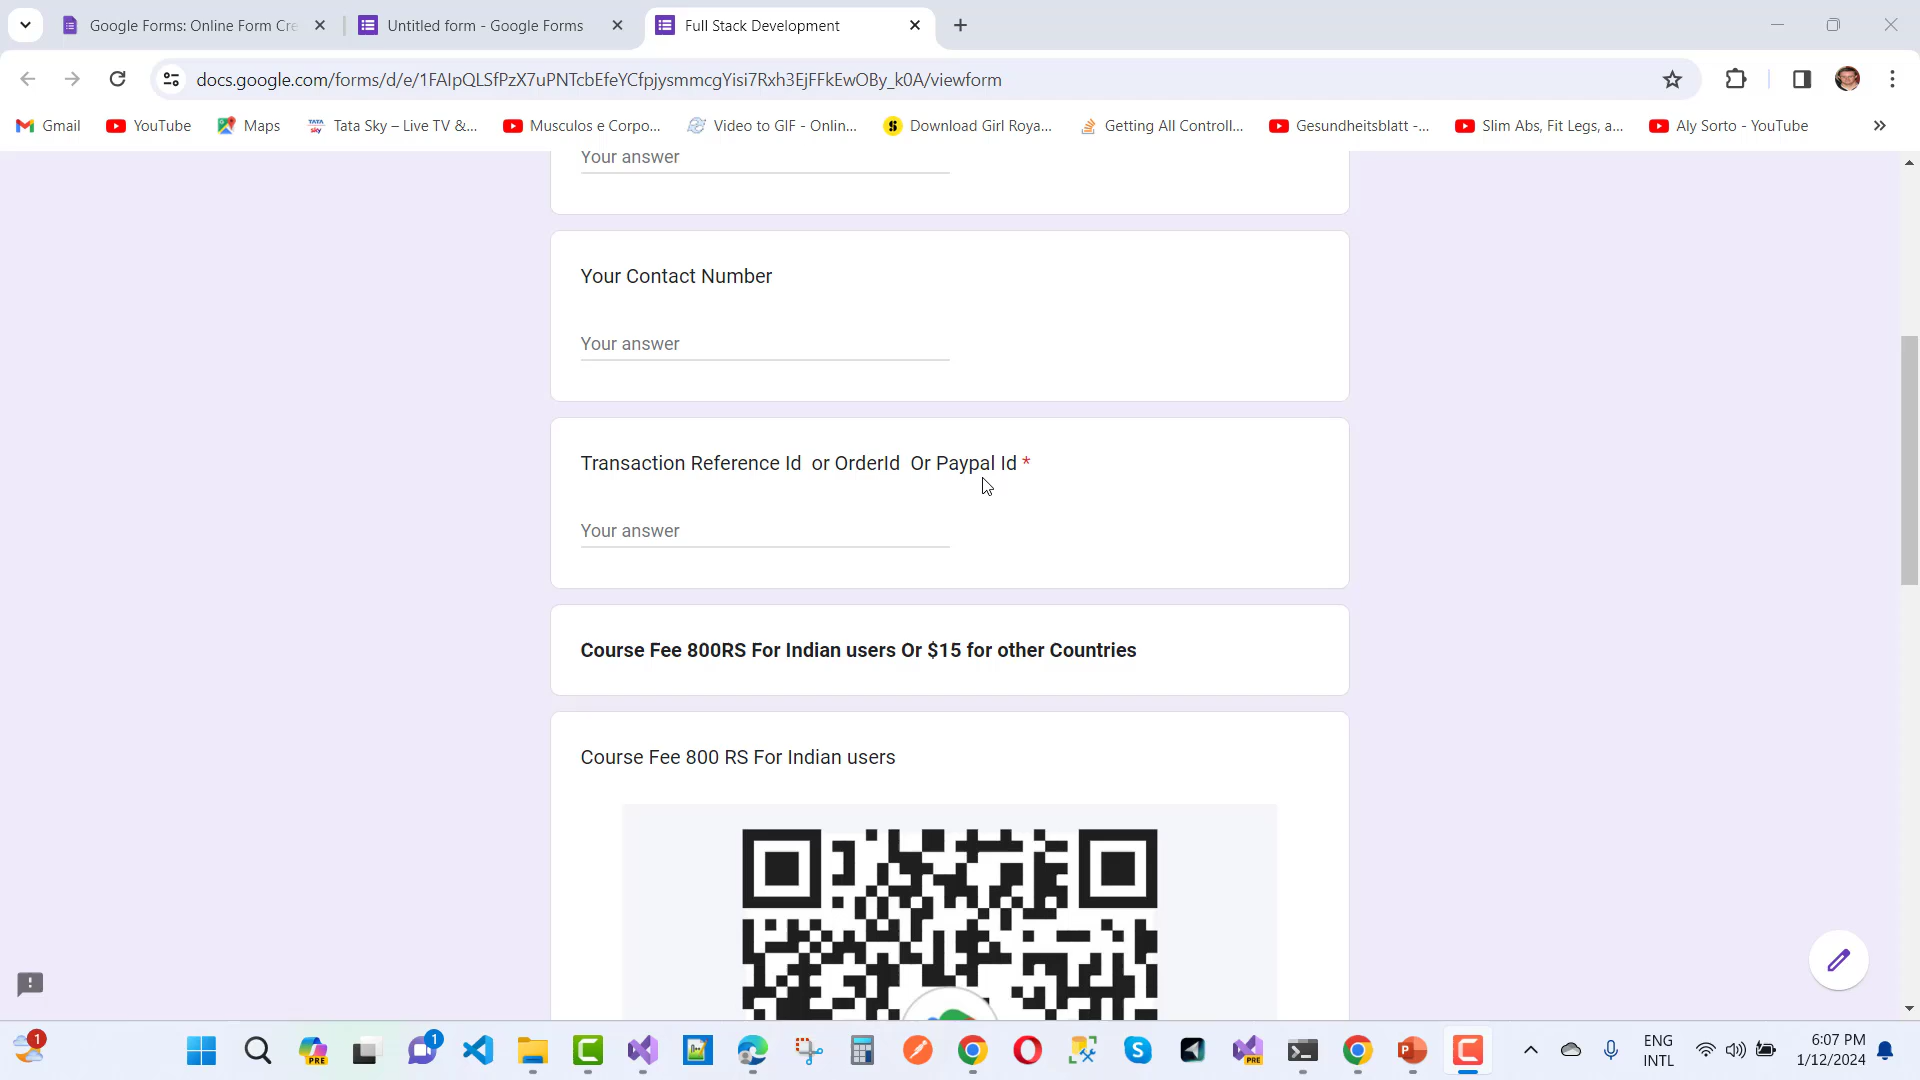 Google Forms: Online Form Cre
Untitled form - Google Forms
Full Stack Development
docs.google.com/forms/d/e/1FAIpQLSfPzX7uPNTcbEfeYCfpjysmmcgYisi7Rxh3EjFFkEwOBy_k0A/viewform
Gmail
YouTube
Maps
Tata Sky – Live TV &...
Musculos e Corpo...
Video to GIF - Onlin...
Download Girl Roya...
Getting All Controll...
Gesundheitsblatt -...
Slim Abs, Fit Legs, a...
Aly Sorto - YouTube
Your answer
Your Contact Number
Your answer
Transaction Reference Id or OrderId Or Paypal Id *
Your answer
Course Fee 800RS For Indian users Or $15 for other Countries
Course Fee 800 RS For Indian users
1
PRE
1
PRE
ENG
INTL
6:07 PM
1/12/2024